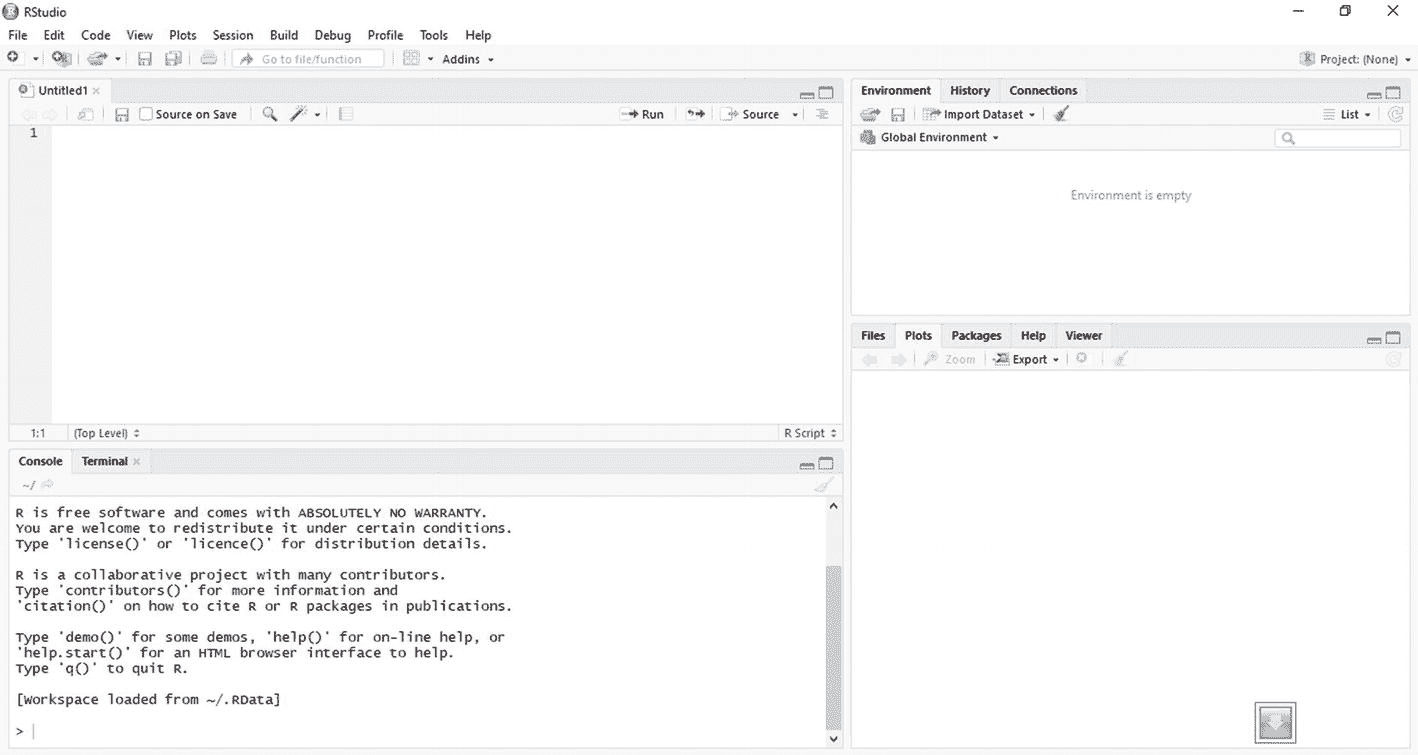 RStudio
File Edit Code View Plots Session Build Debug Profile Tools Help
Go to file/function Addins Project: (None)
Untitled1
Source on Save Run Source
1
1:1 (Top Level) R Script
Console Terminal
~/
R is free software and comes with ABSOLUTELY NO WARRANTY.
You are welcome to redistribute it under certain conditions.
Type 'license()' or 'licence()' for distribution details.
R is a collaborative project with many contributors.
Type 'contributors()' for more information and
'citation()' on how to cite R or R packages in publications.
Type 'demo()' for some demos, 'help()' for on-line help, or
'help.start()' for an HTML browser interface to help.
Type 'q()' to quit R.
[Workspace loaded from ~/.RData]
>
Environment History Connections
Import Dataset List
Global Environment
Environment is empty
Files Plots Packages Help Viewer
Zoom Export